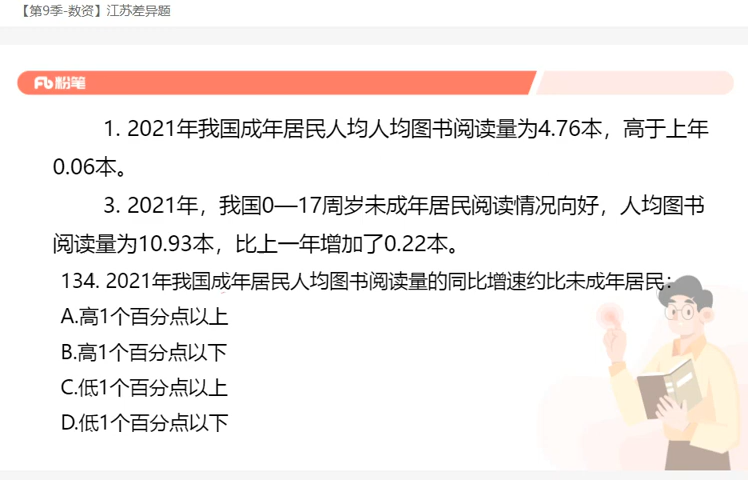 【第9季-数资】江苏差异题
粉笔
1. 2021年我国成年居民人均人均图书阅读量为4.76本，高于上年
0.06本。
3. 2021年，我国0—17周岁未成年居民阅读情况向好，人均图书
阅读量为10.93本，比上一年增加了0.22本。
134. 2021年我国成年居民人均图书阅读量的同比增速约比未成年居民：
A.高1个百分点以上
B.高1个百分点以下
C.低1个百分点以上
D.低1个百分点以下